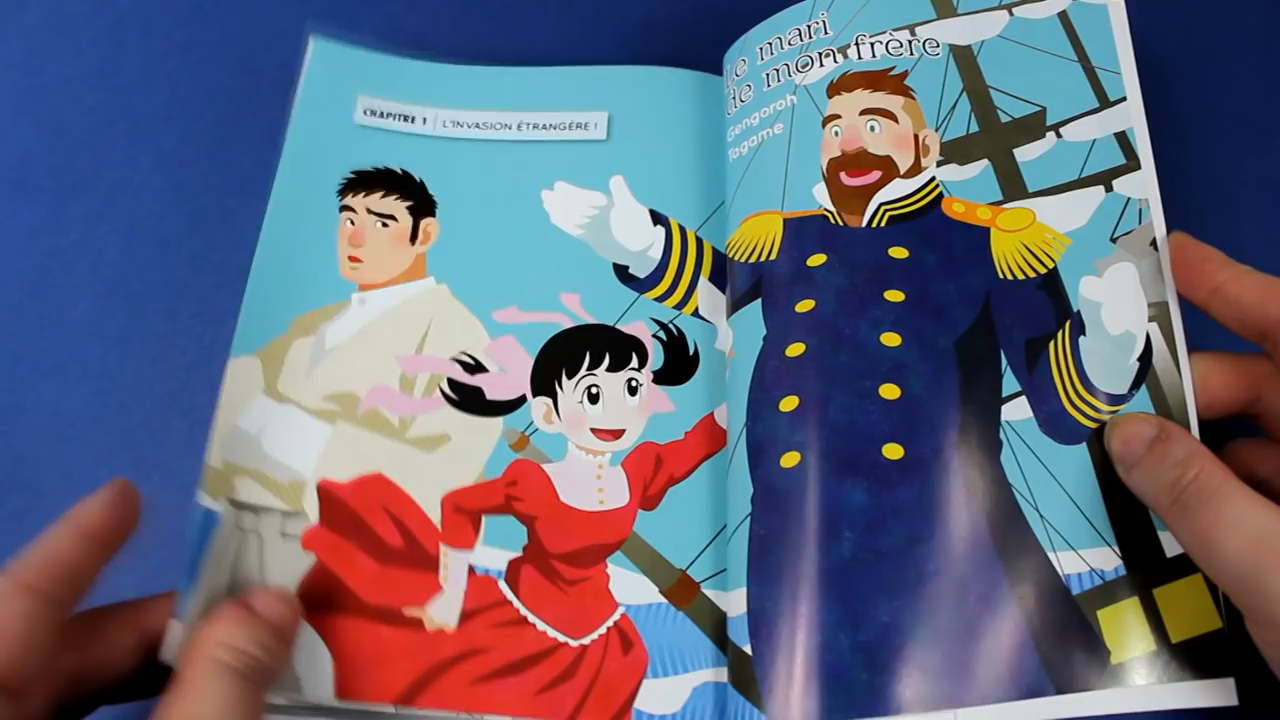 CHAPITRE 1 L'INVASION ÉTRANGÈRE !
Le mari
de mon frère
Gengoroh
Tagame